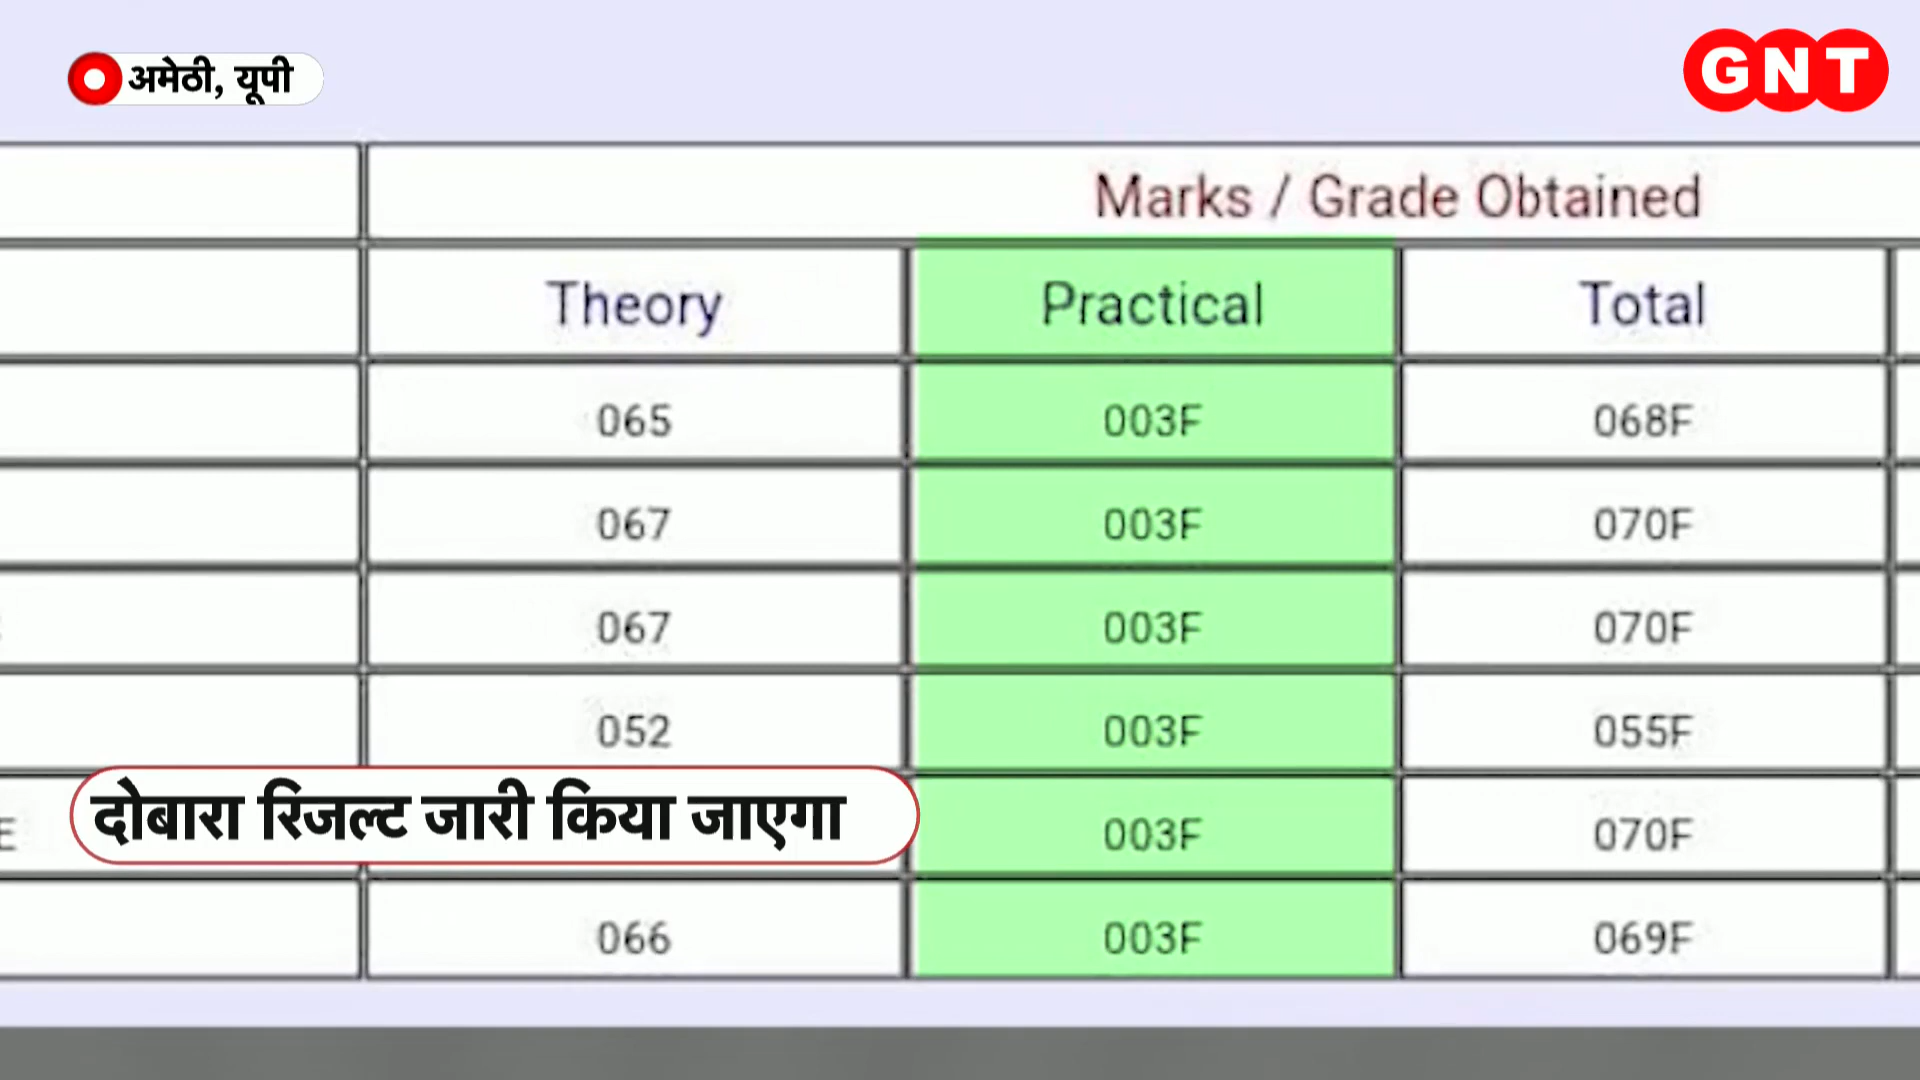 अमेठी, यूपी
GNT
Marks / Grade Obtained
Theory Practical Total
065 003F 068F
067 003F 070F
067 003F 070F
052 003F 055F
E दोबारा रिजल्ट जारी किया जाएगा 003F 070F
066 003F 069F